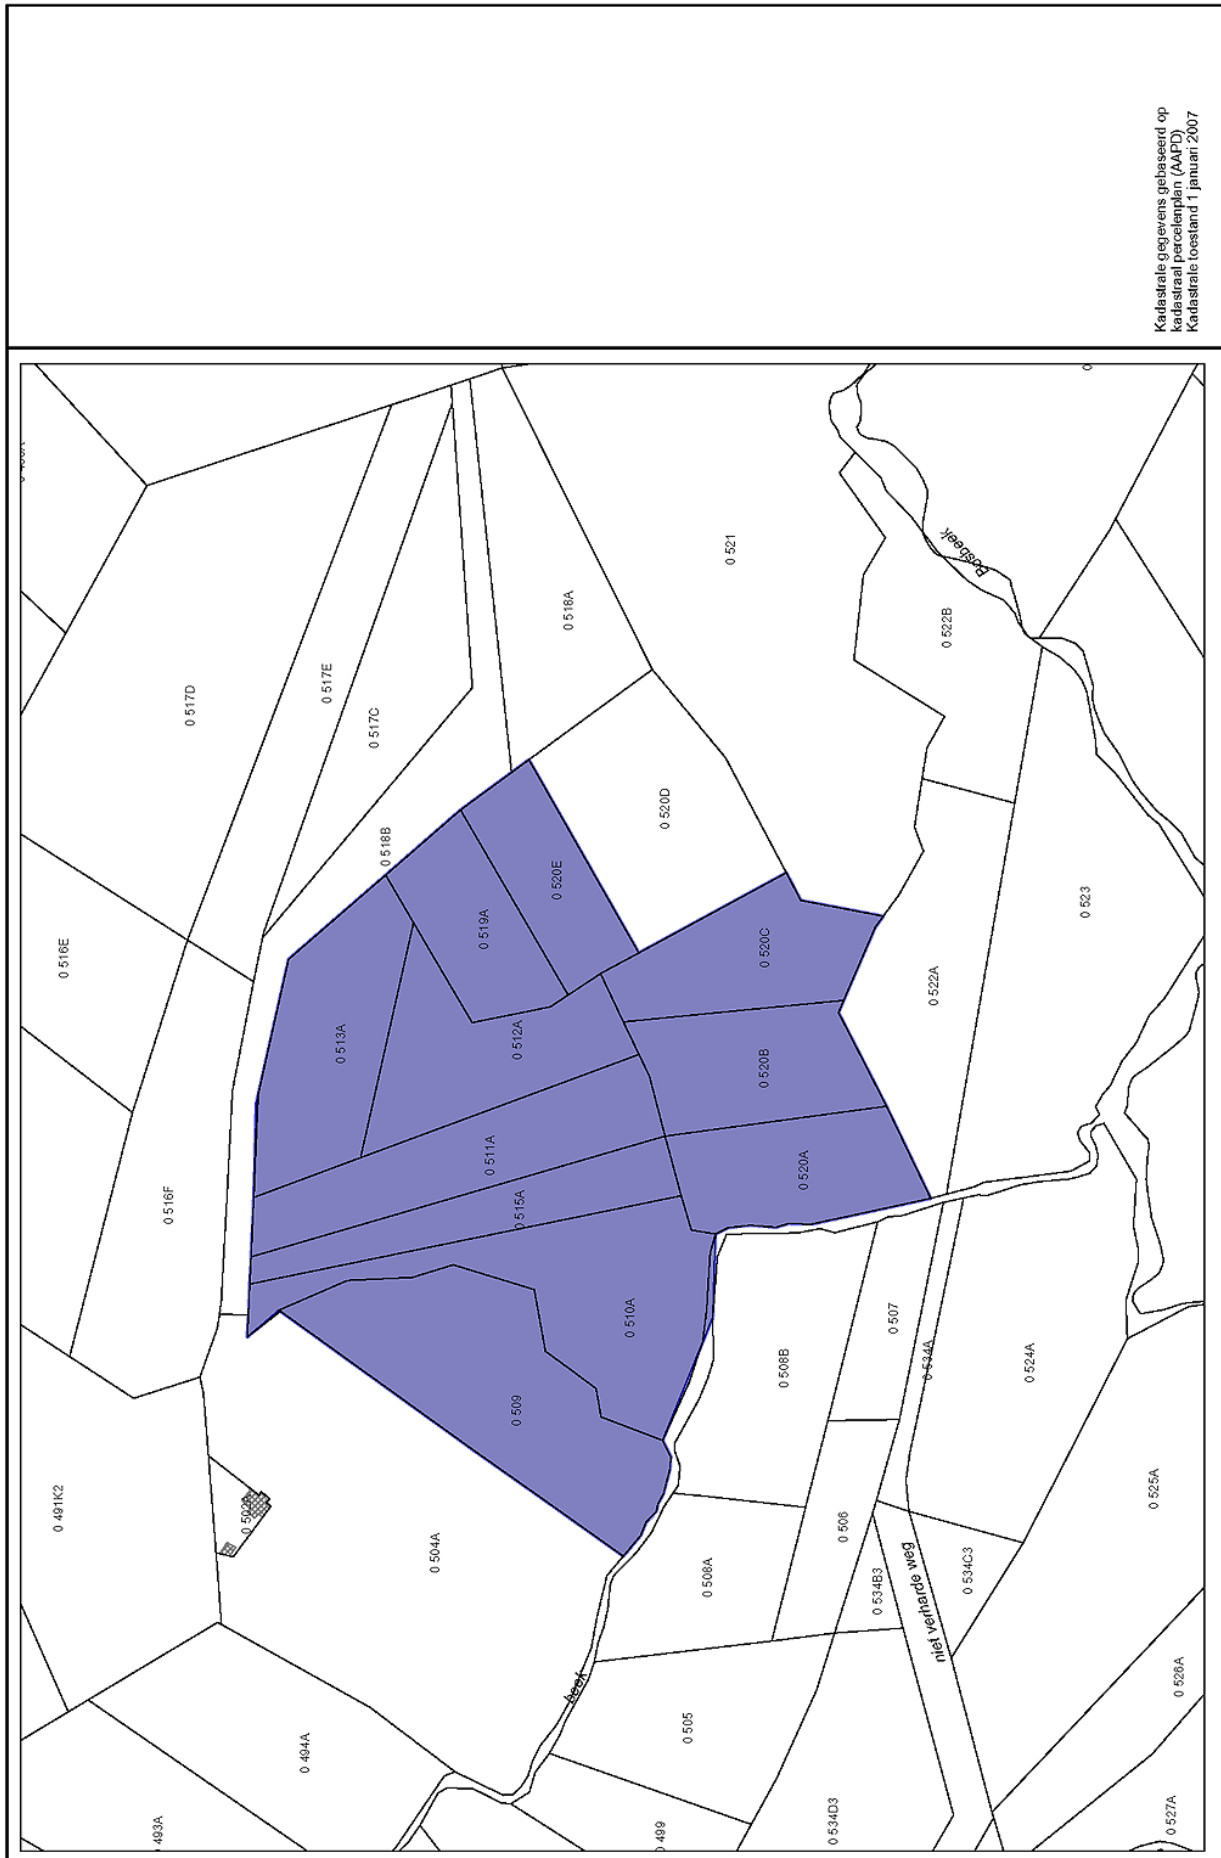 Kadastrale gegevens gebaseerd op
kadastraal percelenplan (AAPD)
Kadastrale toestand 1 januari 2007
0 493A
0 494A
0 491K2
0 516F
0 516E
0 517D
0 517E
0 517C
0 518B
0 518A
0 513A
0 519A
0 520E
0 512A
0 511A
0 515A
0 509
0 510A
0 504A
0 520D
0 521
0 520C
0 520B
0 520A
0 522A
0 522B
Bosbeek
0 523
0 508B
0 507
0 534A
0 524A
0 508A
0 506
0 534B3
0 534C3
niet verharde weg
beek
0 505
0 499
0 534D3
0 525A
0 526A
0 527A
0